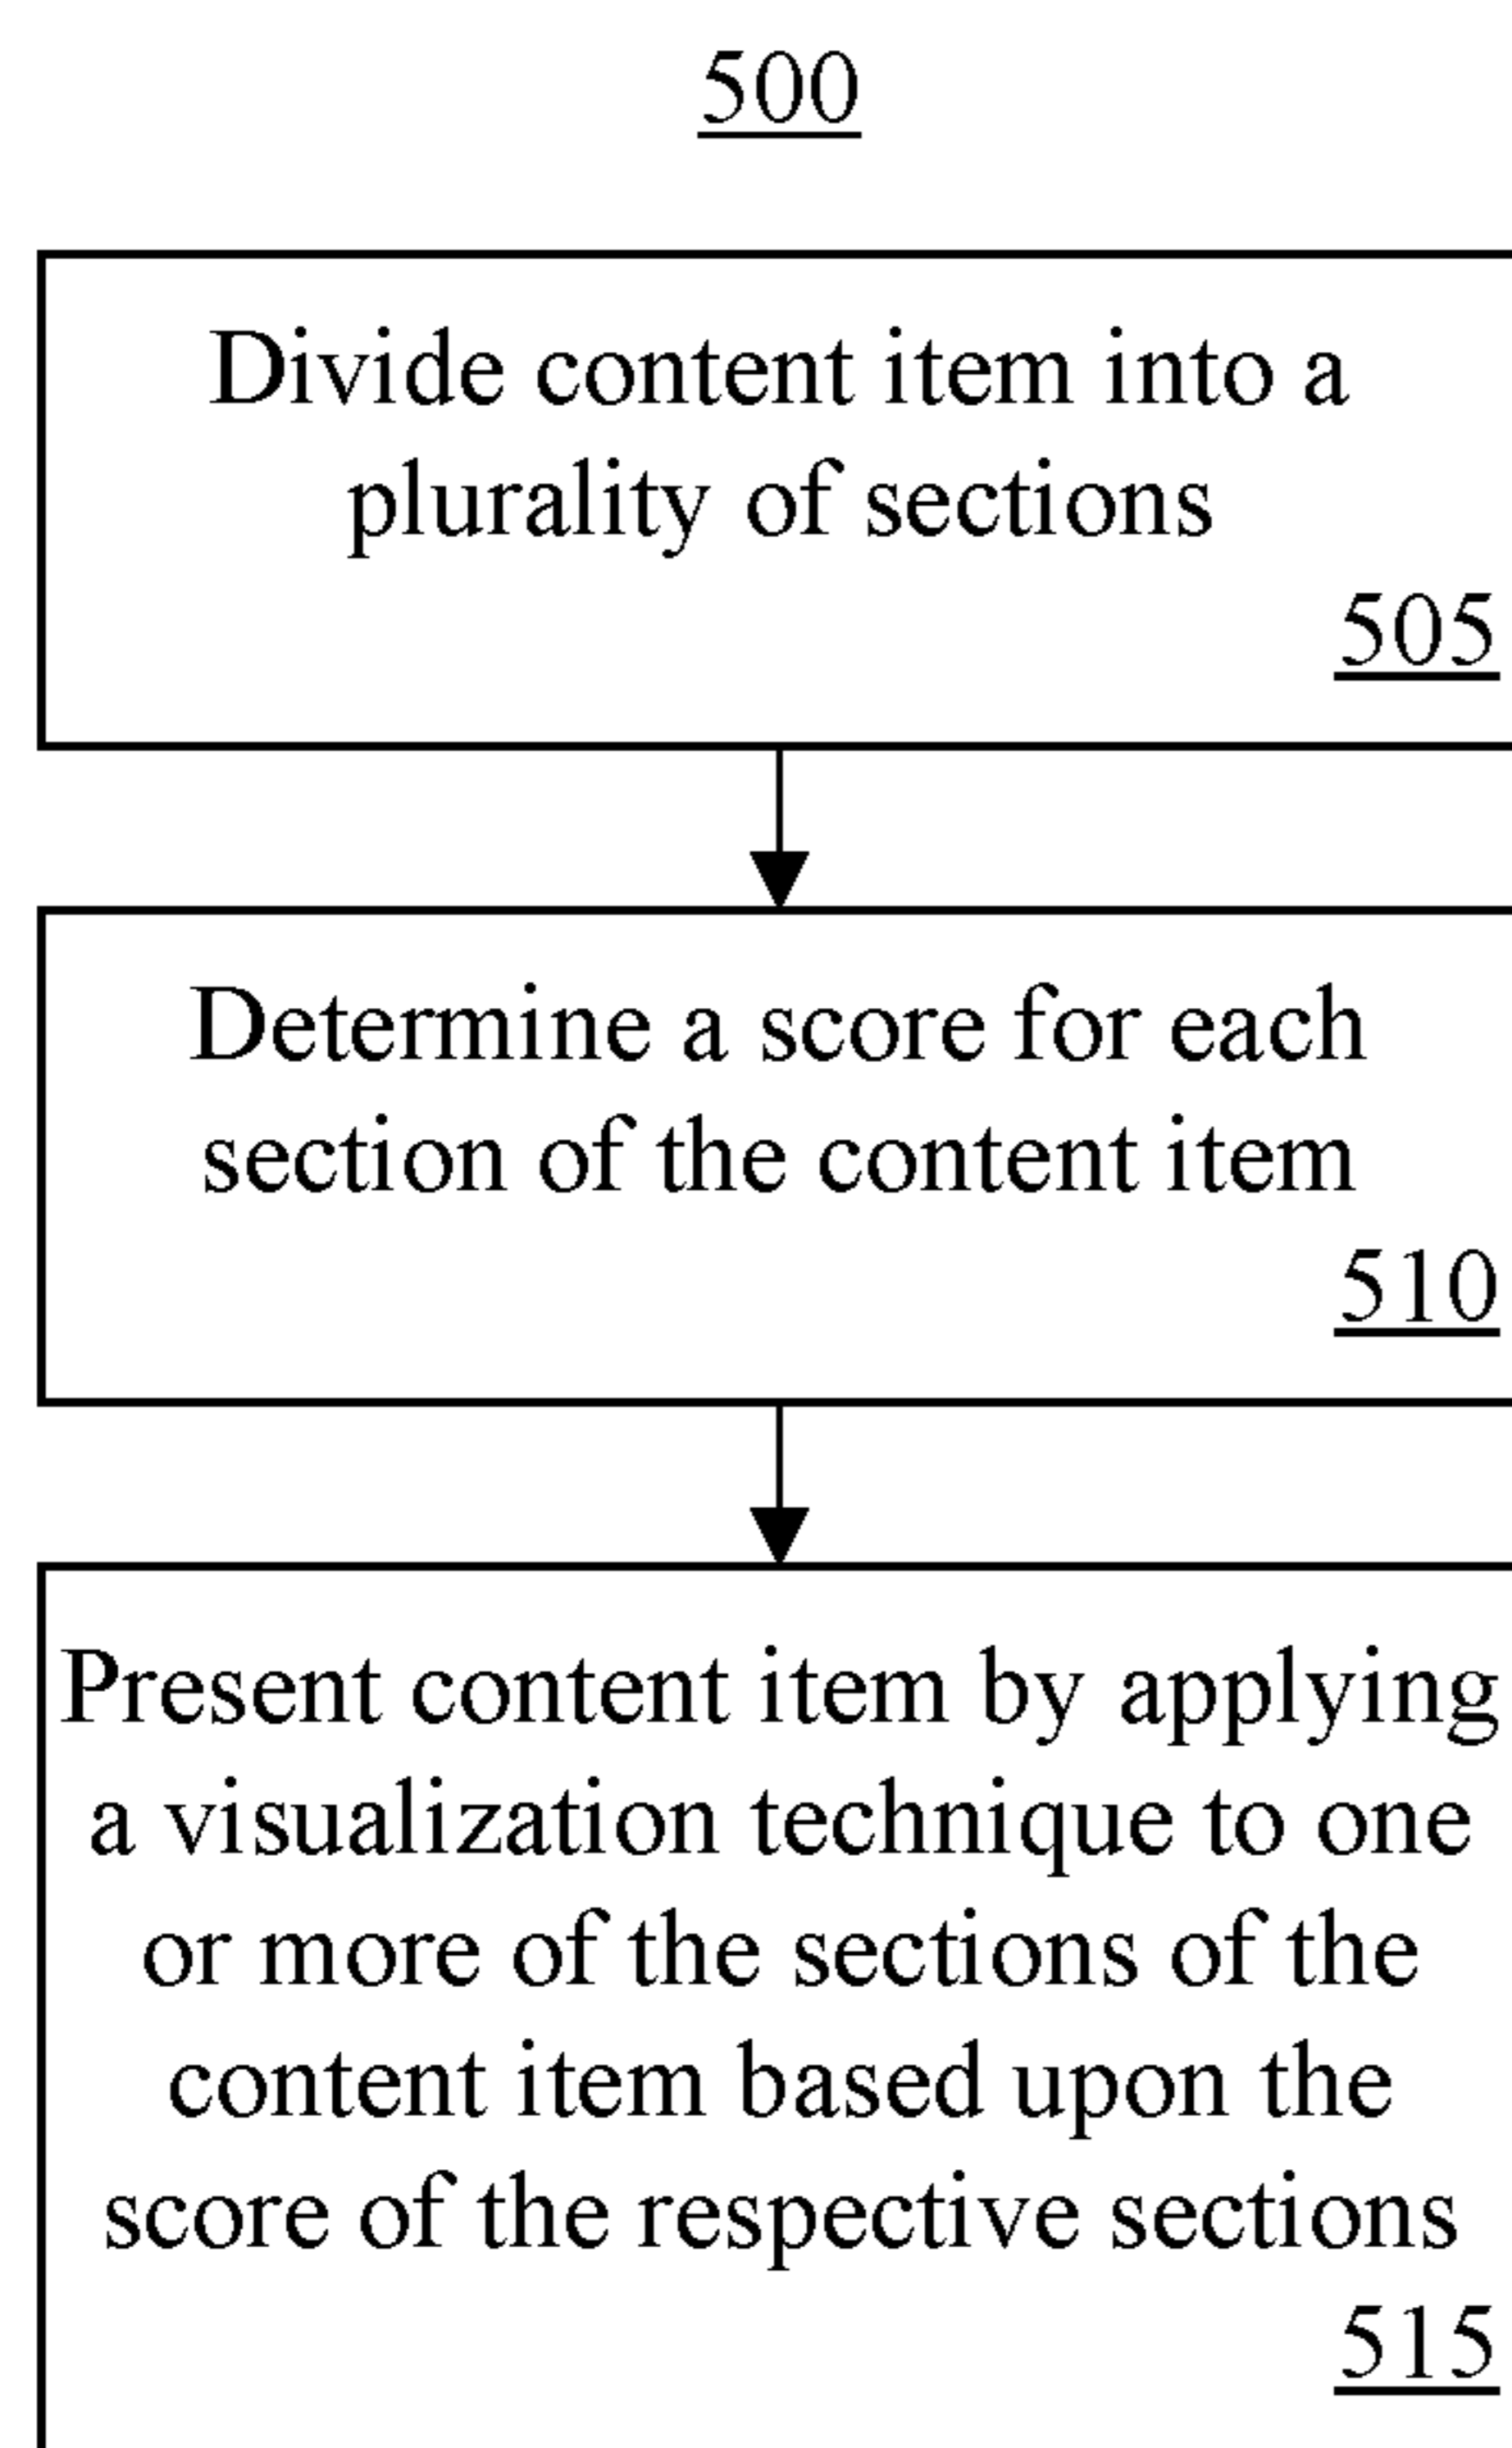 500
Divide content item into a
plurality of sections
505
Determine a score for each
section of the content item
510
Present content item by applying
a visualization technique to one
or more of the sections of the
content item based upon the
score of the respective sections
515